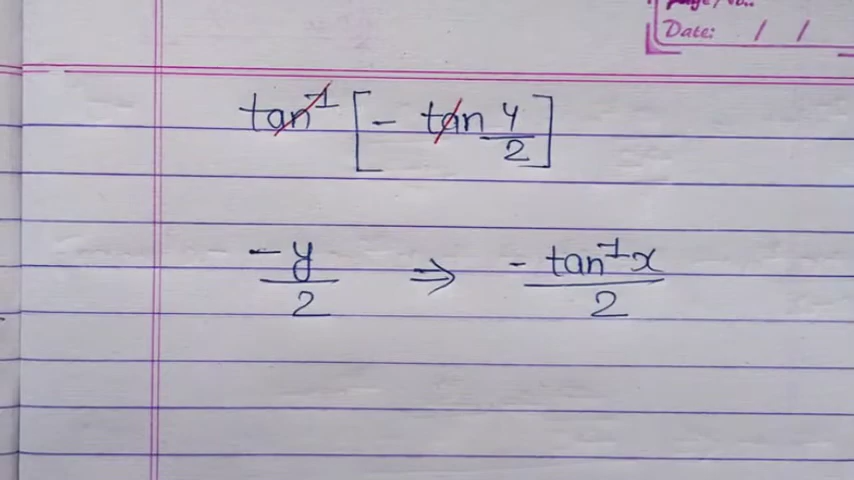 Date: / /
tan⁻¹ [- tan y/2]
-y/2 ⇒ -tan⁻¹x/2